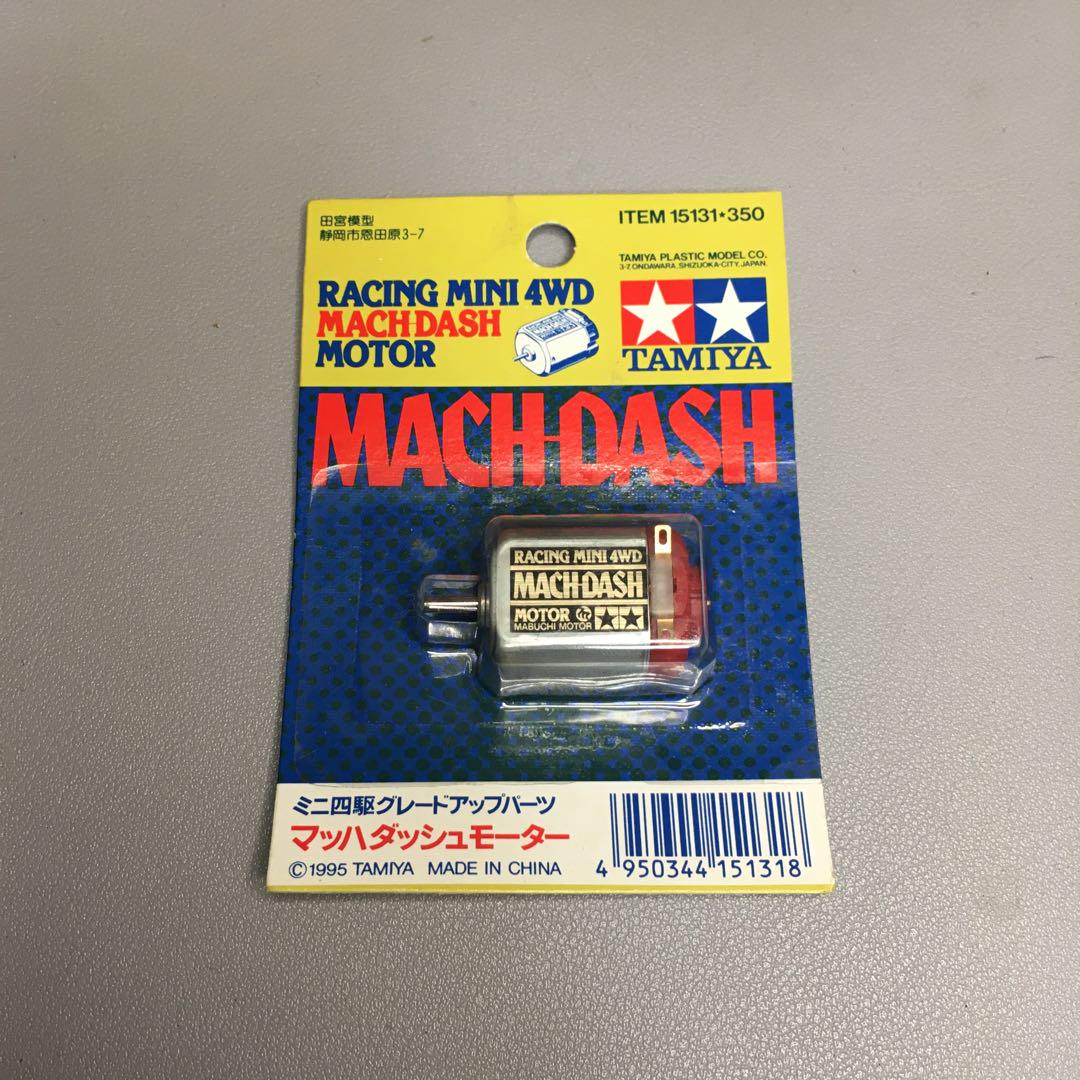 田宮模型
静岡市恩田原3-7
ITEM 15131★350
TAMIYA PLASTIC MODEL CO.
3-7, ONDAWARA, SHIZUOKA-CITY, JAPAN.
RACING MINI 4WD
MACH-DASH
MOTOR
TAMIYA
MACH-DASH
RACING MINI 4WD
MACH-DASH
MOTOR
MABUCHI MOTOR
ミニ四駆グレードアップパーツ
マッハダッシュモーター
©1995 TAMIYA MADE IN CHINA
4 950344 151318